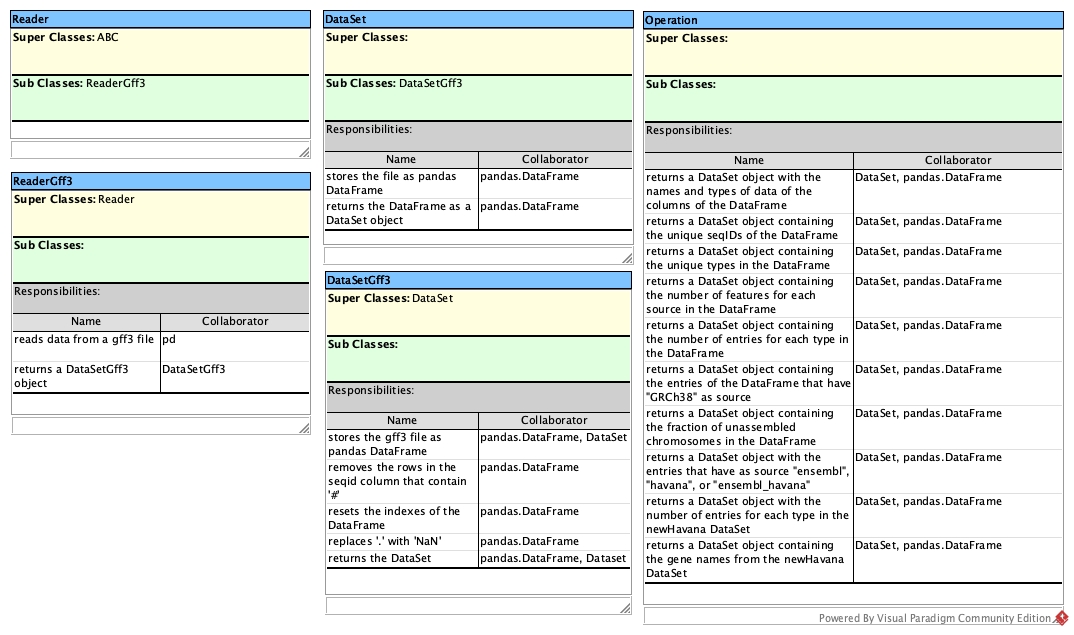 Reader
Super Classes: ABC
Sub Classes: ReaderGff3
ReaderGff3
Super Classes: Reader
Sub Classes:
Responsibilities:
Name Collaborator
reads data from a gff3 file pd
returns a DataSetGff3 DataSetGff3
object
DataSet
Super Classes:
Sub Classes: DataSetGff3
Responsibilities:
Name Collaborator
stores the file as pandas pandas.DataFrame
DataFrame
returns the DataFrame as a pandas.DataFrame
DataSet object
DataSetGff3
Super Classes: DataSet
Sub Classes:
Responsibilities:
Name Collaborator
stores the gff3 file as pandas.DataFrame, DataSet
pandas DataFrame
removes the rows in the pandas.DataFrame
seqid column that contain
'#'
resets the indexes of the pandas.DataFrame
DataFrame
replaces '.' with 'NaN' pandas.DataFrame
returns the DataSet pandas.DataFrame, Dataset
Operation
Super Classes:
Sub Classes:
Responsibilities:
Name Collaborator
returns a DataSet object with the DataSet, pandas.DataFrame
names and types of data of the
columns of the DataFrame
returns a DataSet object containing DataSet, pandas.DataFrame
the unique seqIDs of the DataFrame
returns a DataSet object containing DataSet, pandas.DataFrame
the unique types in the DataFrame
returns a DataSet object containing DataSet, pandas.DataFrame
the number of features for each
source in the DataFrame
returns a DataSet object containing DataSet, pandas.DataFrame
the number of entries for each type in
the DataFrame
returns a DataSet object containing DataSet, pandas.DataFrame
the entries of the DataFrame that have
"GRCh38" as source
returns a DataSet object containing DataSet, pandas.DataFrame
the fraction of unassembled
chromosomes in the DataFrame
returns a DataSet object with the DataSet, pandas.DataFrame
entries that have as source "ensembl",
"havana", or "ensembl_havana"
returns a DataSet object with the DataSet, pandas.DataFrame
number of entries for each type in the
newHavana DataSet
returns a DataSet object containing DataSet, pandas.DataFrame
the gene names from the newHavana
DataSet
Powered By Visual Paradigm Community Edition